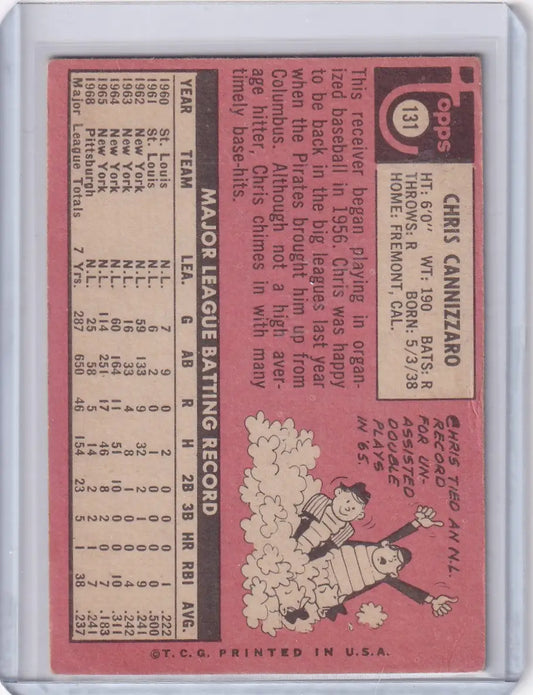 Topps
131
CHRIS CANNIZZARO
HT: 6'0" WT: 190 BATS: R
THROWS: R BORN: 5/3/38
HOME: FREMONT, CAL.
This receiver began playing in organ-
ized baseball in 1956. Chris was happy
to be back in the big leagues last year
when the Pirates brought him up from
Columbus. Although not a high aver-
age hitter, Chris chimes in with many
timely base-hits.
CHRIS TIED AN N.L.
RECORD
FOR UN-
ASSISTED
DOUBLE
PLAYS
IN '65.
MAJOR LEAGUE BATTING RECORD
YEAR TEAM LEA. G AB R H 2B 3B HR RBI AVG.
1960 St. Louis N.L. 7 9 0 2 0 0 0 1 .222
1961 St. Louis N.L. 6 2 0 1 0 0 0 0 .500
1962 New York N.L. 59 133 9 32 2 1 0 9 .241
1963 New York N.L. 16 33 4 8 1 0 0 4 .242
1964 New York N.L. 60 164 11 51 10 0 0 10 .311
1965 New York N.L. 114 251 17 46 8 2 0 7 .183
1968 Pittsburgh N.L. 25 58 5 14 2 2 1 7 .241
Major League Totals 7 Yrs. 287 650 46 154 23 5 1 38 .237
©T.C.G. PRINTED IN U.S.A.